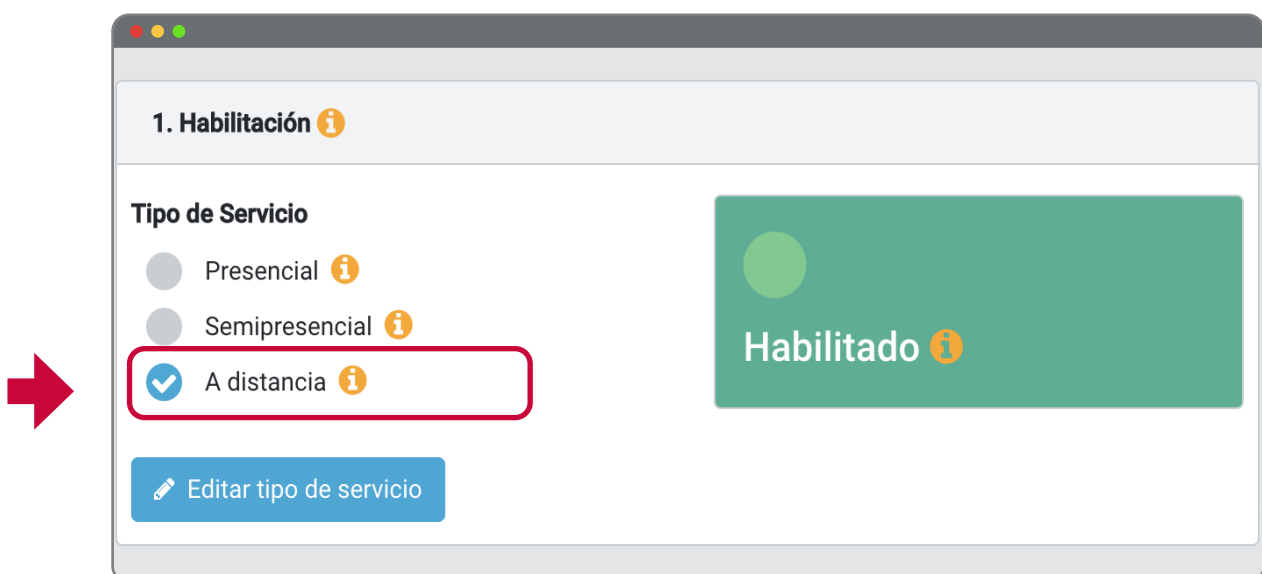 1. Habilitación
Tipo de Servicio
Presencial
Semipresencial
A distancia
Habilitado
Editar tipo de servicio